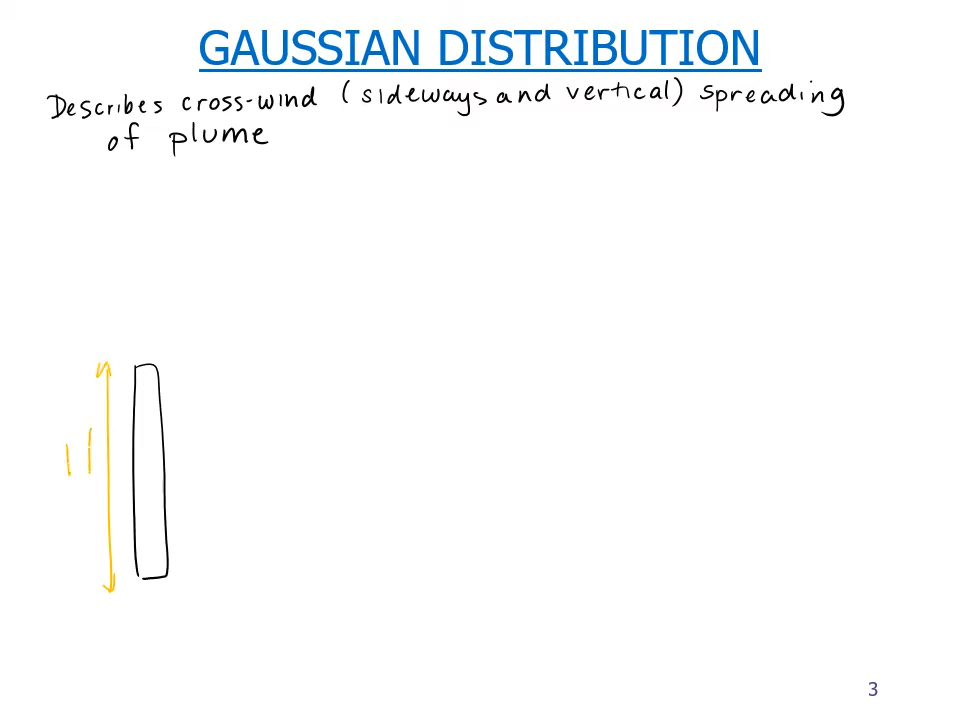 GAUSSIAN DISTRIBUTION
Describes cross-wind (sideways and vertical) spreading
of plume
3